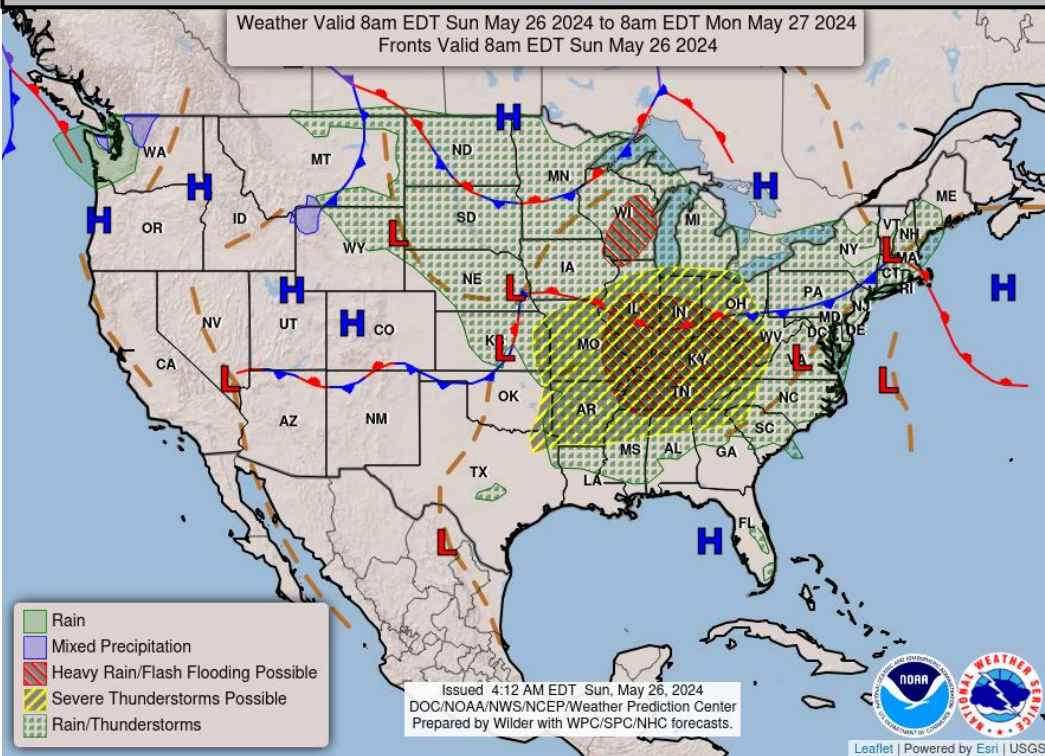 Weather Valid 8am EDT Sun May 26 2024 to 8am EDT Mon May 27 2024
Fronts Valid 8am EDT Sun May 26 2024
H
WA
MT
ND
MN
ME
H
H
H
OR
ID
SD
WI
MI
VT
NH
WY
L
NY
L
MA
CT
RI
H
NE
L
IA
PA
H
NJ
NV
UT
H
CO
IL
IN
OH
MD
DC
DE
L
MO
WV
VA
L
CA
KY
L
L
OK
TN
NC
AZ
NM
AR
SC
MS
AL
GA
TX
LA
FL
H
L
Rain
Mixed Precipitation
Heavy Rain/Flash Flooding Possible
Severe Thunderstorms Possible
Rain/Thunderstorms
Issued 4:12 AM EDT Sun, May 26, 2024
DOC/NOAA/NWS/NCEP/Weather Prediction Center
Prepared by Wilder with WPC/SPC/NHC forecasts.
NOAA
NATIONAL WEATHER SERVICE
Leaflet | Powered by Esri | USGS